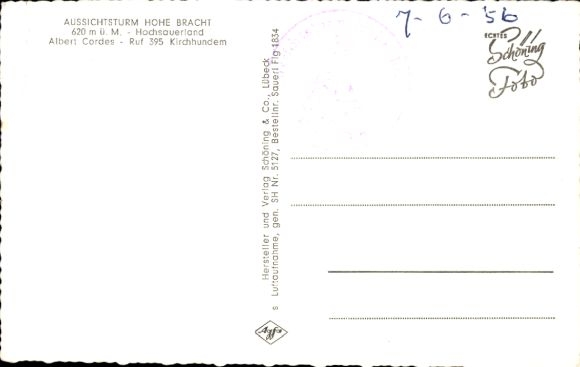 AUSSICHTSTURM HOHE BRACHT
620 m ü. M. - Hochsauerland
Albert Cordes - Ruf 395 Kirchhundem
7-6-56
ECHTES
Schöning
Foto
Hersteller und Verlag Schöning & Co., Lübeck
s Luftaufnahme, gen. SH Nr. 5127, Bestellnr. Sauerl Flg 1834
Agfa